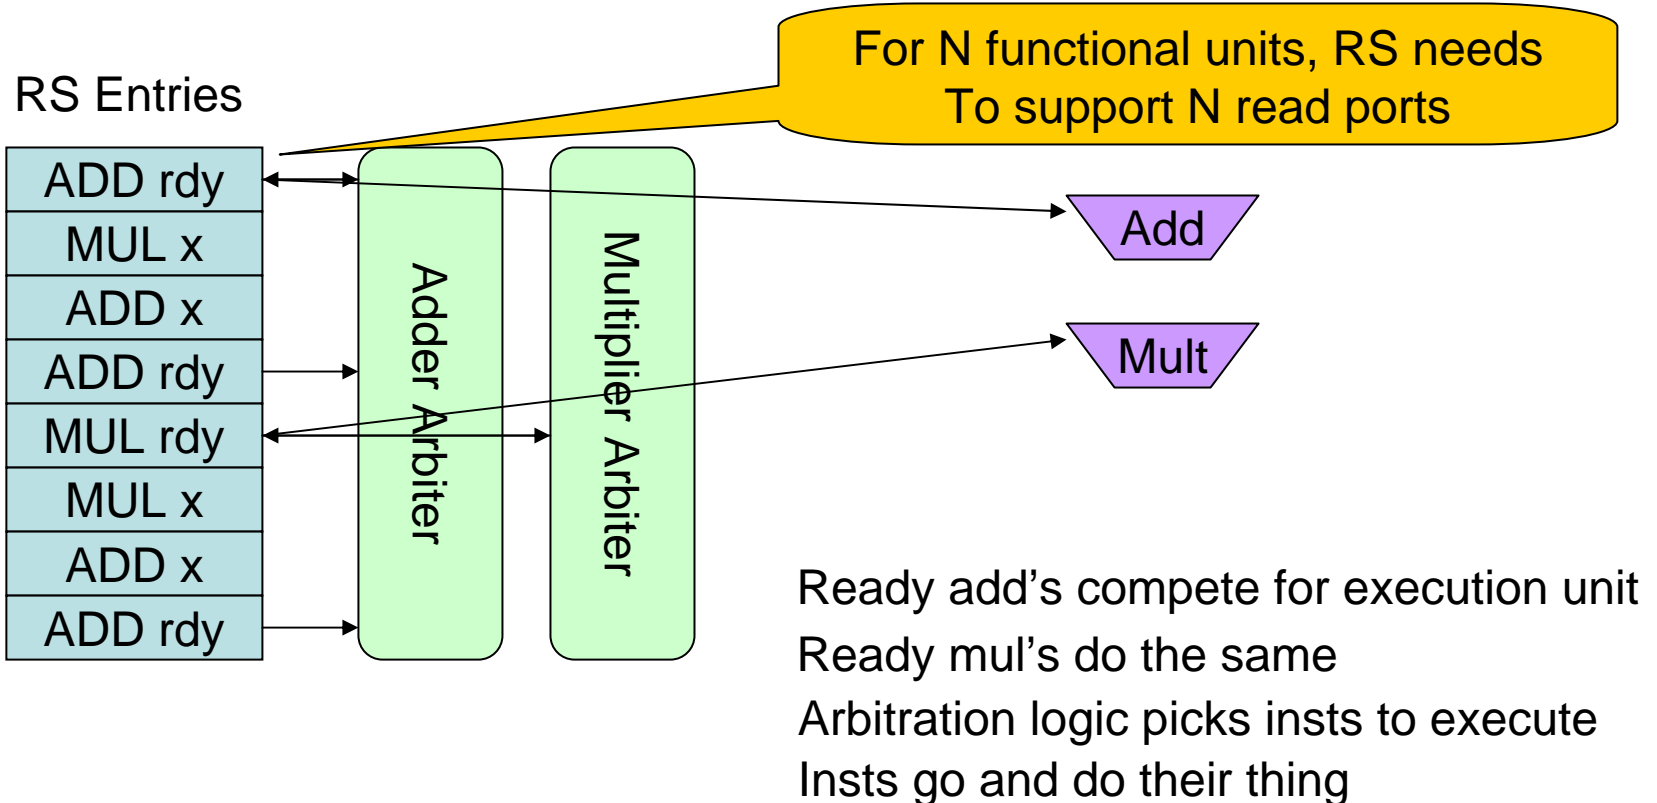 For N functional units, RS needs
To support N read ports
RS Entries
ADD rdy
MUL x
ADD x
ADD rdy
MUL rdy
MUL x
ADD x
ADD rdy
Adder Arbiter
Multiplier Arbiter
Add
Mult
Ready add’s compete for execution unit
Ready mul’s do the same
Arbitration logic picks insts to execute
Insts go and do their thing